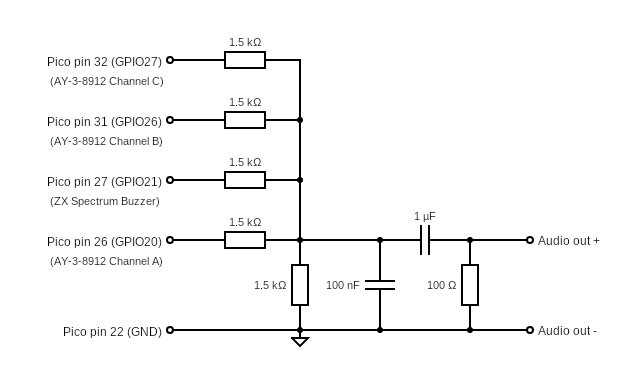 1.5 kΩ
Pico pin 32 (GPIO27)
(AY-3-8912 Channel C)
1.5 kΩ
Pico pin 31 (GPIO26)
(AY-3-8912 Channel B)
1.5 kΩ
Pico pin 27 (GPIO21)
(ZX Spectrum Buzzer)
1.5 kΩ
1 µF
Pico pin 26 (GPIO20)
Audio out +
(AY-3-8912 Channel A)
1.5 kΩ
100 nF
100 Ω
Pico pin 22 (GND)
Audio out -